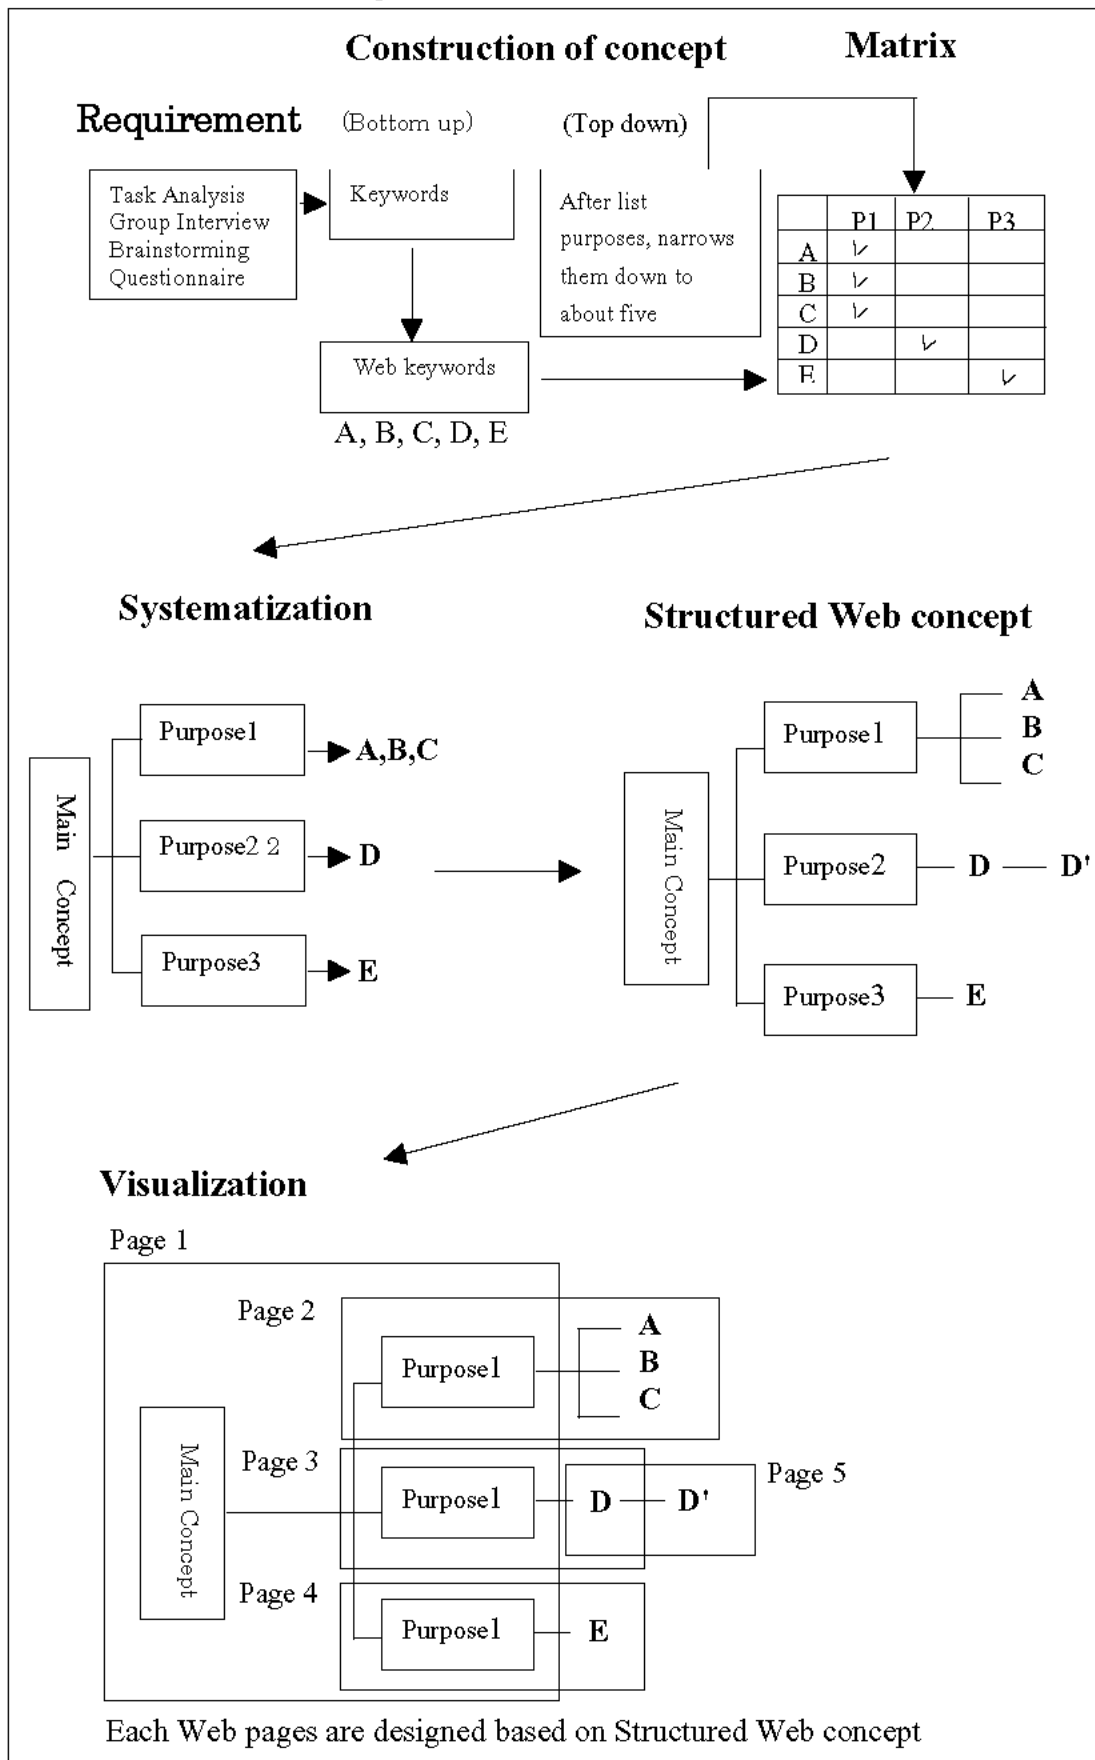 Construction of concept
Matrix
Requirement
(Bottom up)
(Top down)
Task Analysis
Group Interview
Brainstorming
Questionnaire
Keywords
After list
purposes, narrows
them down to
about five
P1 P2 P3
A
B
C
D
E
Web keywords
A, B, C, D, E
Systematization
Structured Web concept
Main Concept
Purpose1
A,B,C
Purpose2 2
D
Purpose3
E
Main Concept
Purpose1
A
B
C
Purpose2
D
D'
Purpose3
E
Visualization
Page 1
Page 2
Purpose1
A
B
C
Main Concept
Page 3
Purpose1
D
D'
Page 5
Page 4
Purpose1
E
Each Web pages are designed based on Structured Web concept